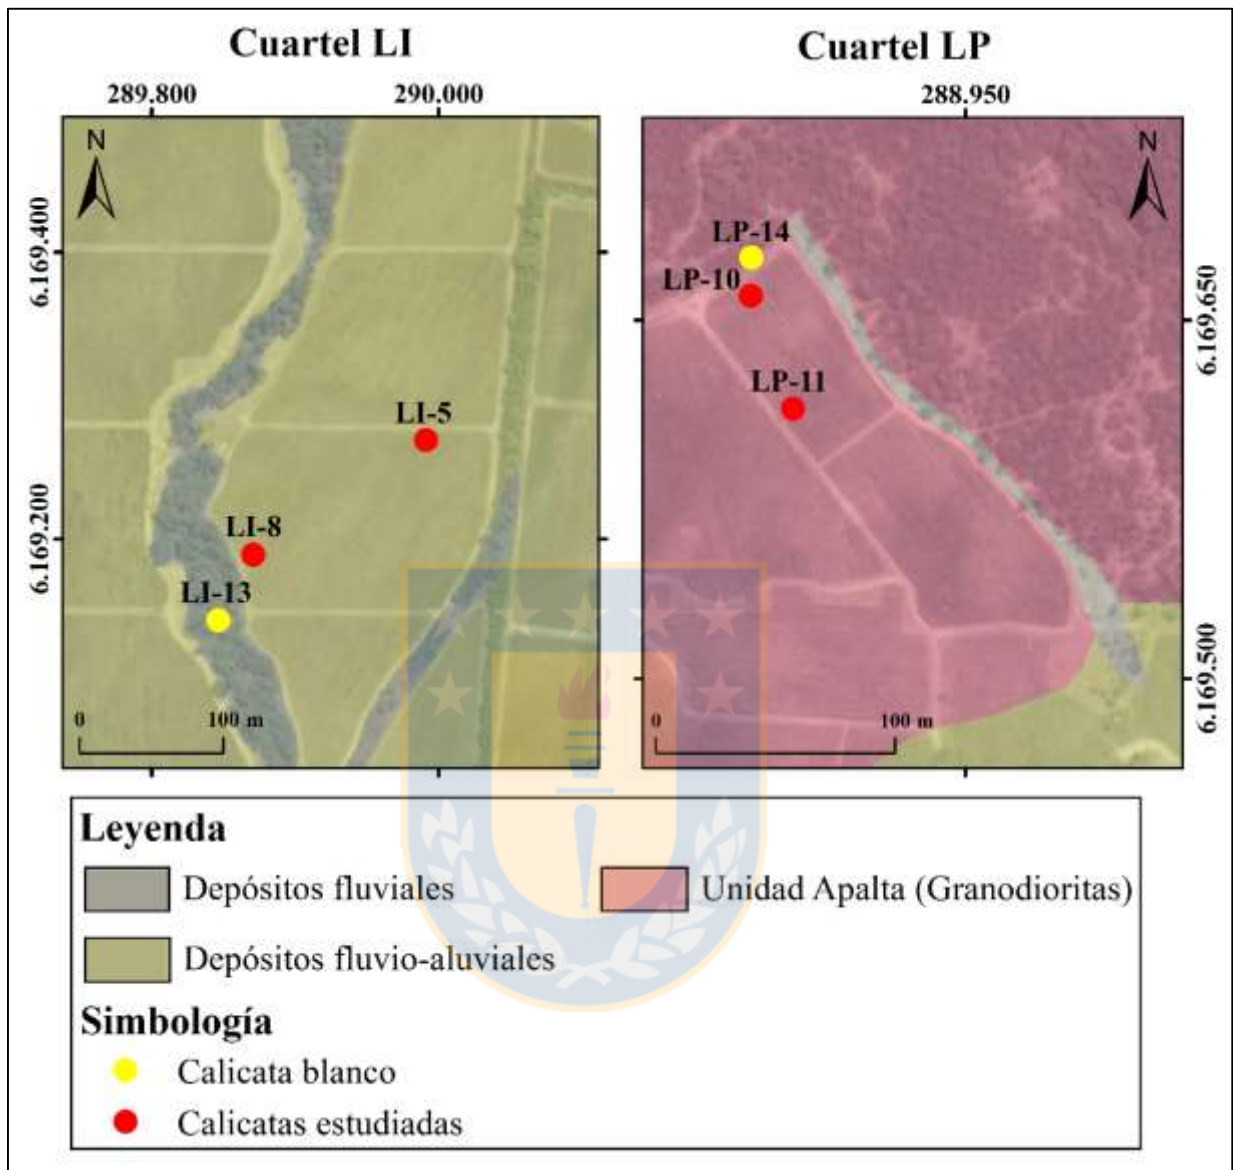 Cuartel LI
289.800 290.000
N
6.169.400
6.169.200
LI-5
LI-8
LI-13
0 100 m
Cuartel LP
288.950
N
LP-14
LP-10
LP-11
6.169.650
6.169.500
0 100 m
Leyenda
Depósitos fluviales
Unidad Apalta (Granodioritas)
Depósitos fluvio-aluviales
Simbología
Calicata blanco
Calicatas estudiadas